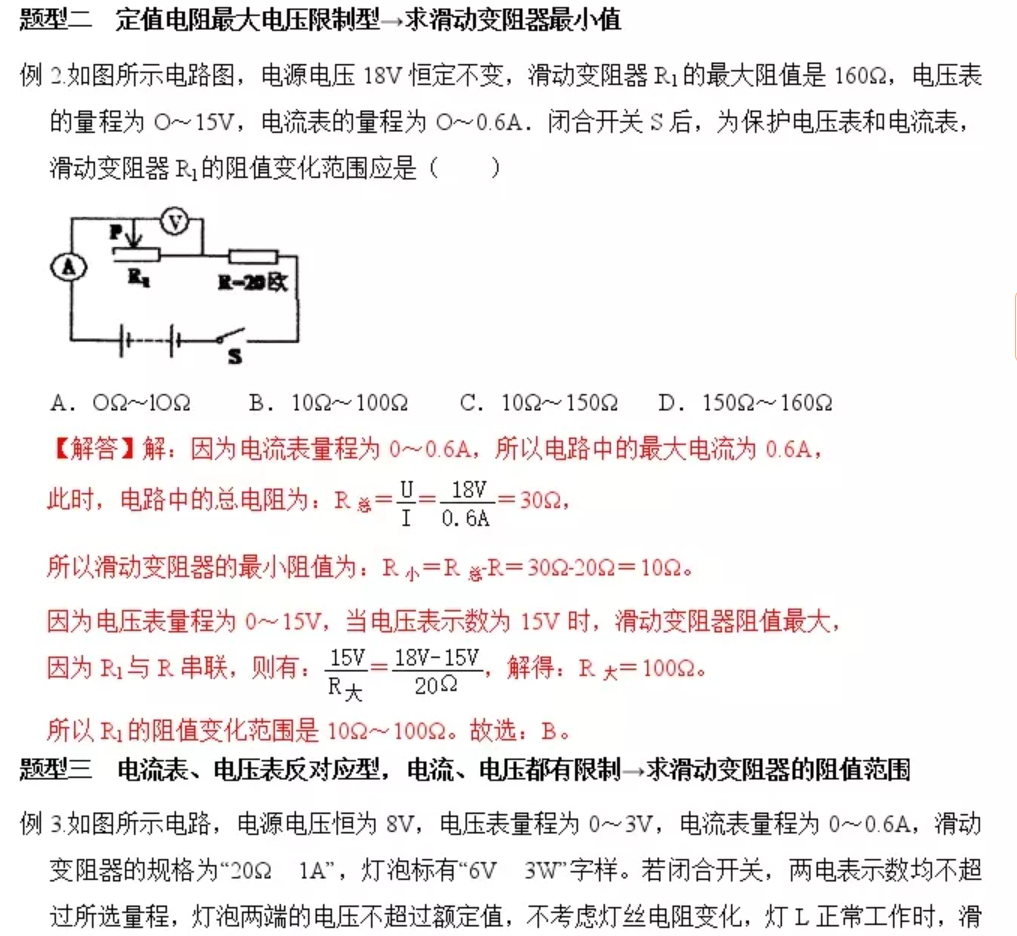 题型二 定值电阻最大电压限制型→求滑动变阻器最小值
例 2.如图所示电路图，电源电压 18V 恒定不变，滑动变阻器 R₁的最大阻值是 160Ω，电压表
的量程为 O～15V，电流表的量程为 O～0.6A．闭合开关 S 后，为保护电压表和电流表，
滑动变阻器 R₁的阻值变化范围应是（ ）
V
P
A
R₁
R=20欧
S
A．OΩ～lOΩ B．10Ω～100Ω C．10Ω～150Ω D．150Ω～160Ω
【解答】解：因为电流表量程为 0～0.6A，所以电路中的最大电流为 0.6A，
此时，电路中的总电阻为：R总＝U/I＝18V/0.6A＝30Ω，
所以滑动变阻器的最小阻值为：R小＝R总-R＝30Ω-20Ω＝10Ω。
因为电压表量程为 0～15V，当电压表示数为 15V 时，滑动变阻器阻值最大，
因为 R₁与 R 串联，则有：15V/R大＝18V-15V/20Ω，解得：R大＝100Ω。
所以 R₁的阻值变化范围是 10Ω～100Ω。故选：B。
题型三 电流表、电压表反对应型，电流、电压都有限制→求滑动变阻器的阻值范围
例 3.如图所示电路，电源电压恒为 8V，电压表量程为 0～3V，电流表量程为 0～0.6A，滑动
变阻器的规格为“20Ω 1A”，灯泡标有“6V 3W”字样。若闭合开关，两电表示数均不超
过所选量程，灯泡两端的电压不超过额定值，不考虑灯丝电阻变化，灯 L 正常工作时，滑